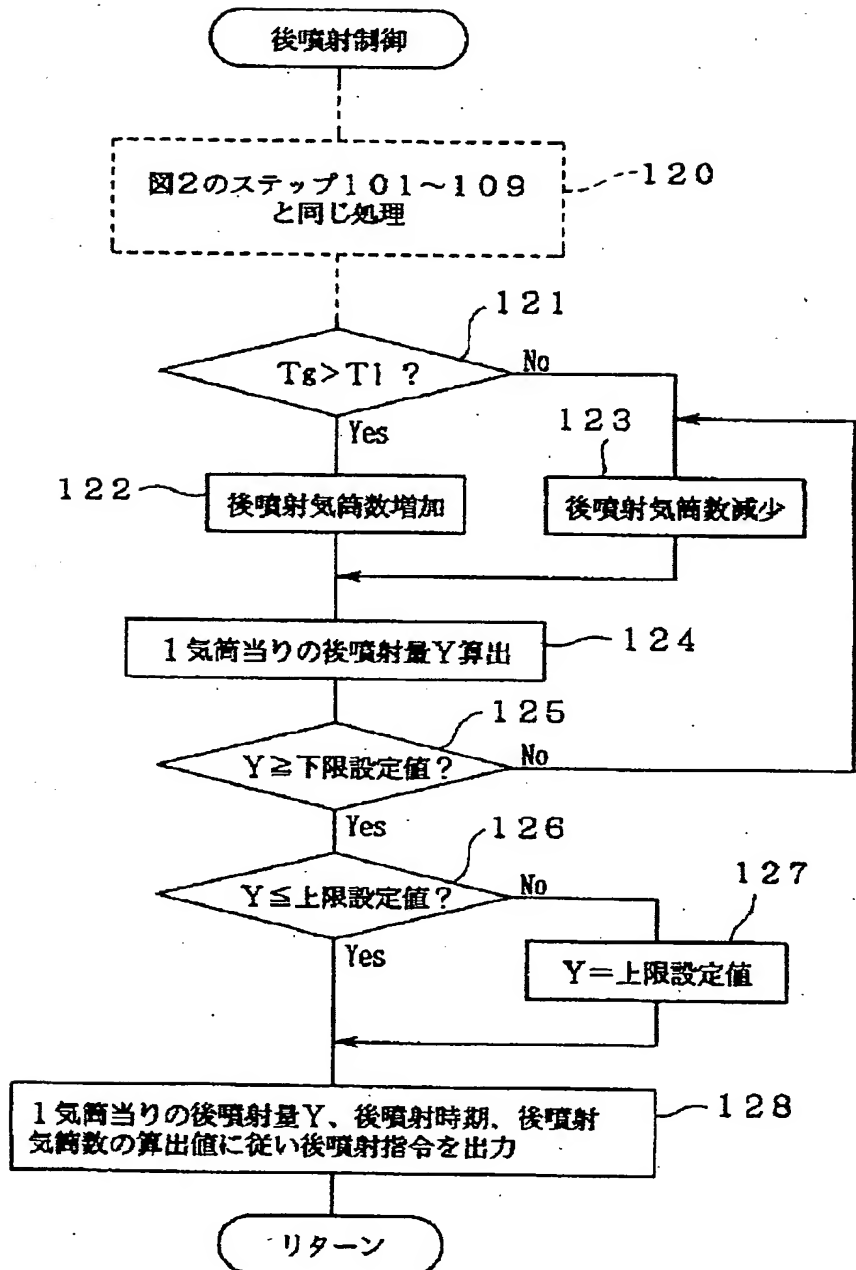 後噴射制御
図2のステップ101~109
と同じ処理
120
121
Tg>T1 ?
No
Yes
122
後噴射気筒数増加
123
後噴射気筒数減少
1気筒当りの後噴射量Y算出
124
125
Y≧下限設定値?
No
Yes
126
Y≦上限設定値?
No
Yes
127
Y=上限設定値
1気筒当りの後噴射量Y、後噴射時期、後噴射
気筒数の算出値に従い後噴射指令を出力
128
リターン